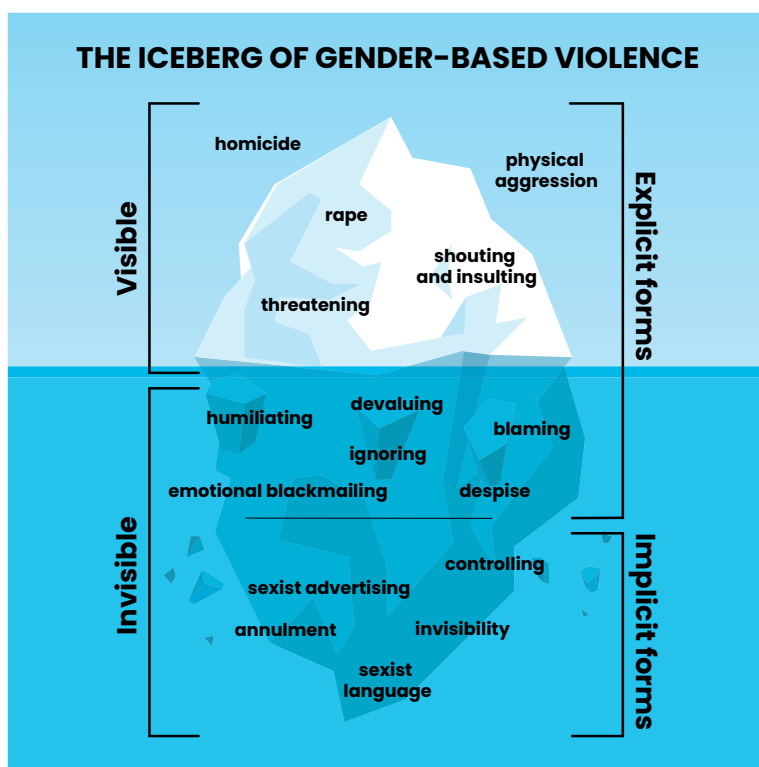 THE ICEBERG OF GENDER-BASED VIOLENCE
Visible
homicide
physical
aggression
rape
shouting
and insulting
threatening
Explicit forms
Invisible
devaluing
humiliating
blaming
ignoring
emotional blackmailing
despise
controlling
sexist advertising
annulment
invisibility
sexist
language
Implicit forms